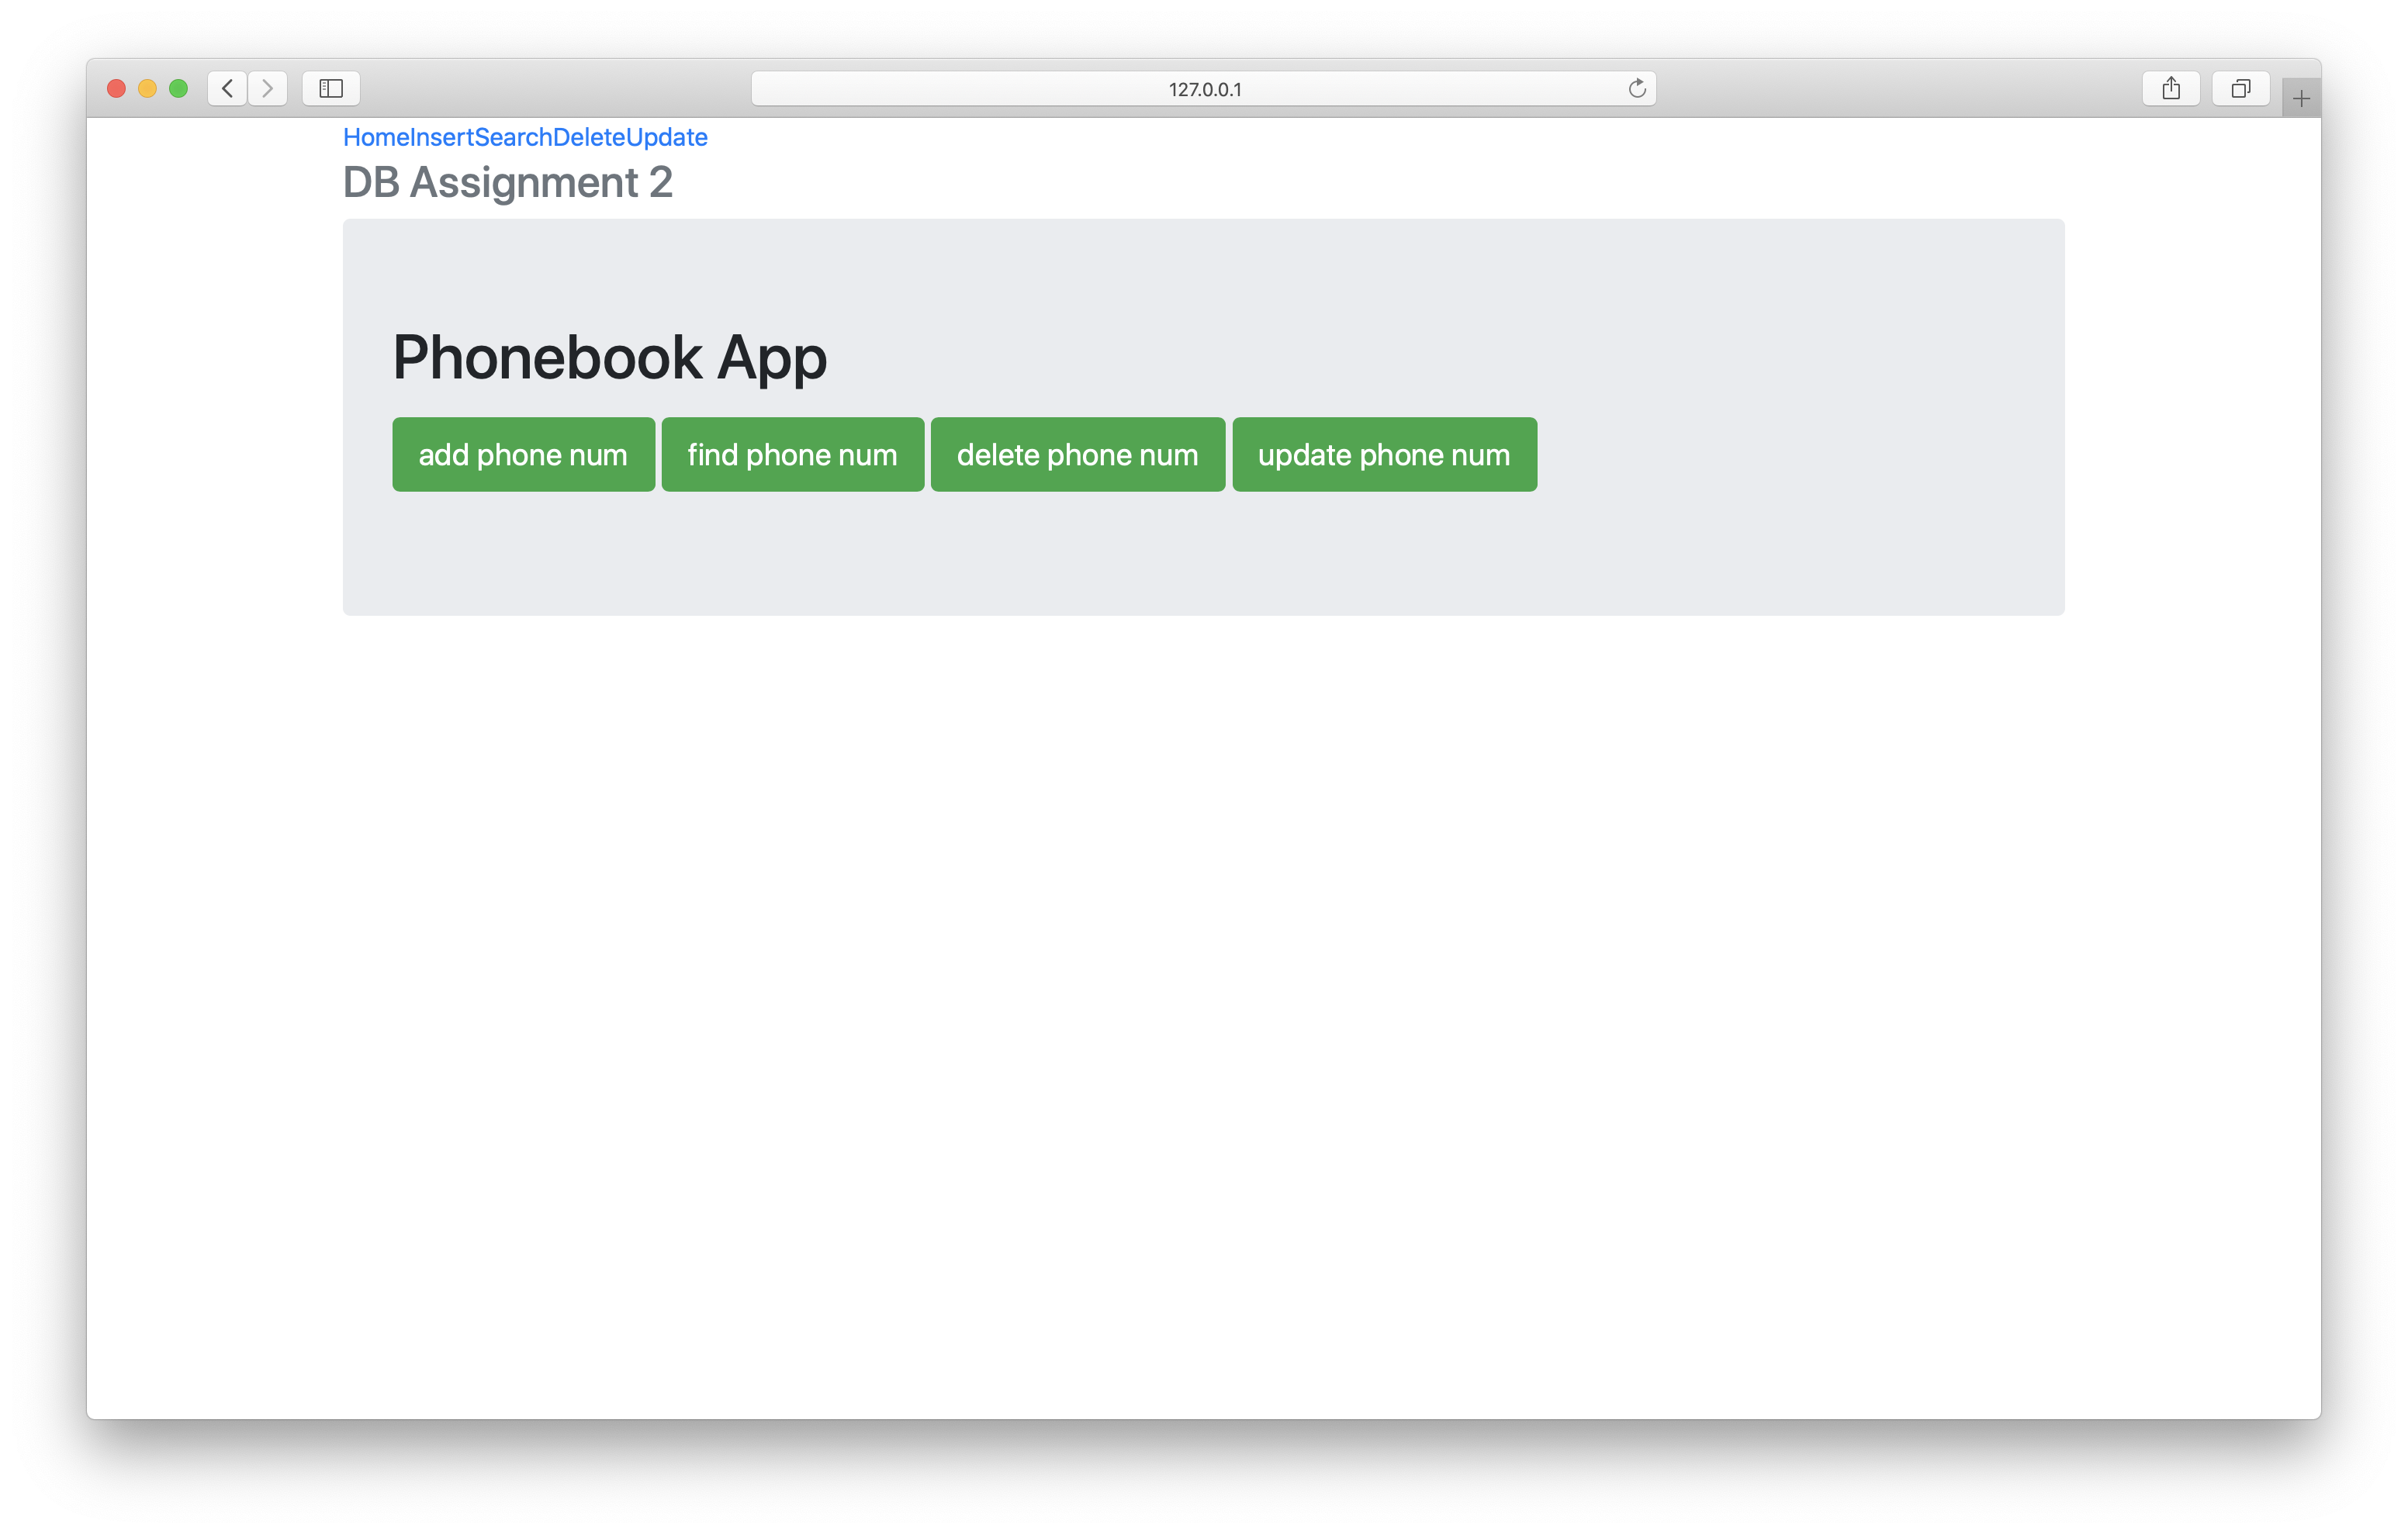 127.0.0.1
HomeInsertSearchDeleteUpdate
DB Assignment 2
Phonebook App
add phone num find phone num delete phone num update phone num